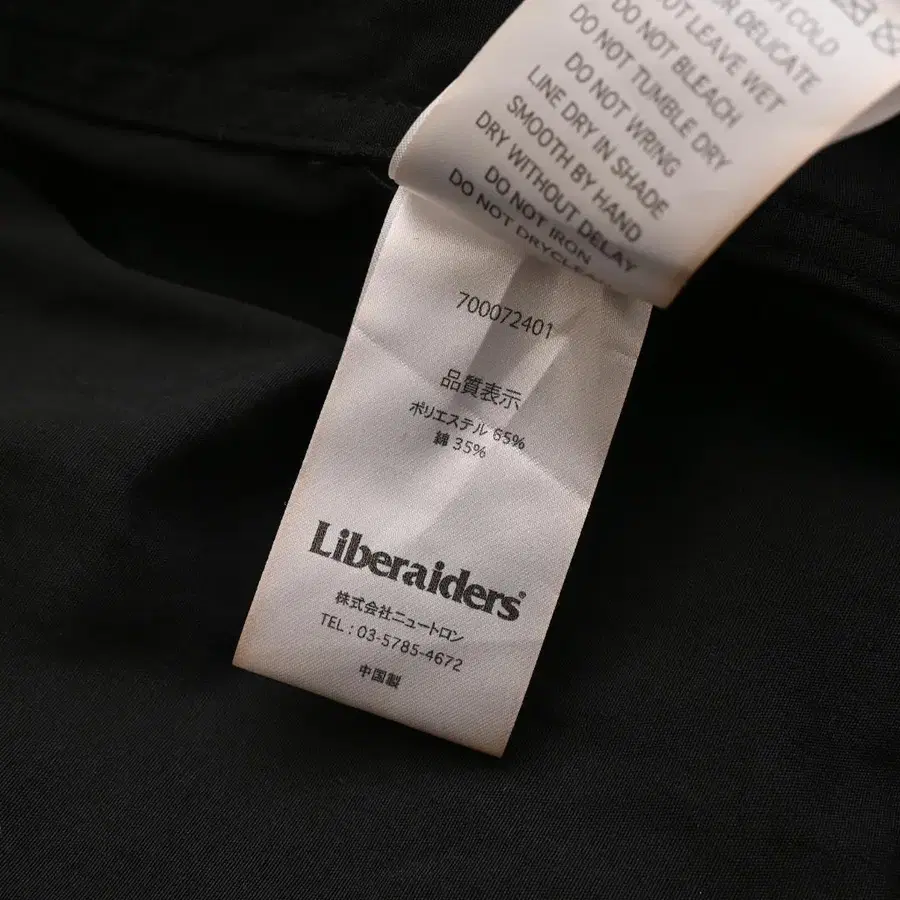 COLD
DELICATE
LEAVE WET
DO NOT BLEACH
DO NOT TUMBLE DRY
DO NOT WRING
LINE DRY IN SHADE
SMOOTH BY HAND
DRY WITHOUT DELAY
DO NOT IRON
DO NOT DRYCLEAN
700072401
品質表示
ポリエステル 65%
綿 35%
Liberaiders®
株式会社ニュートロン
TEL : 03-5785-4672
中国製